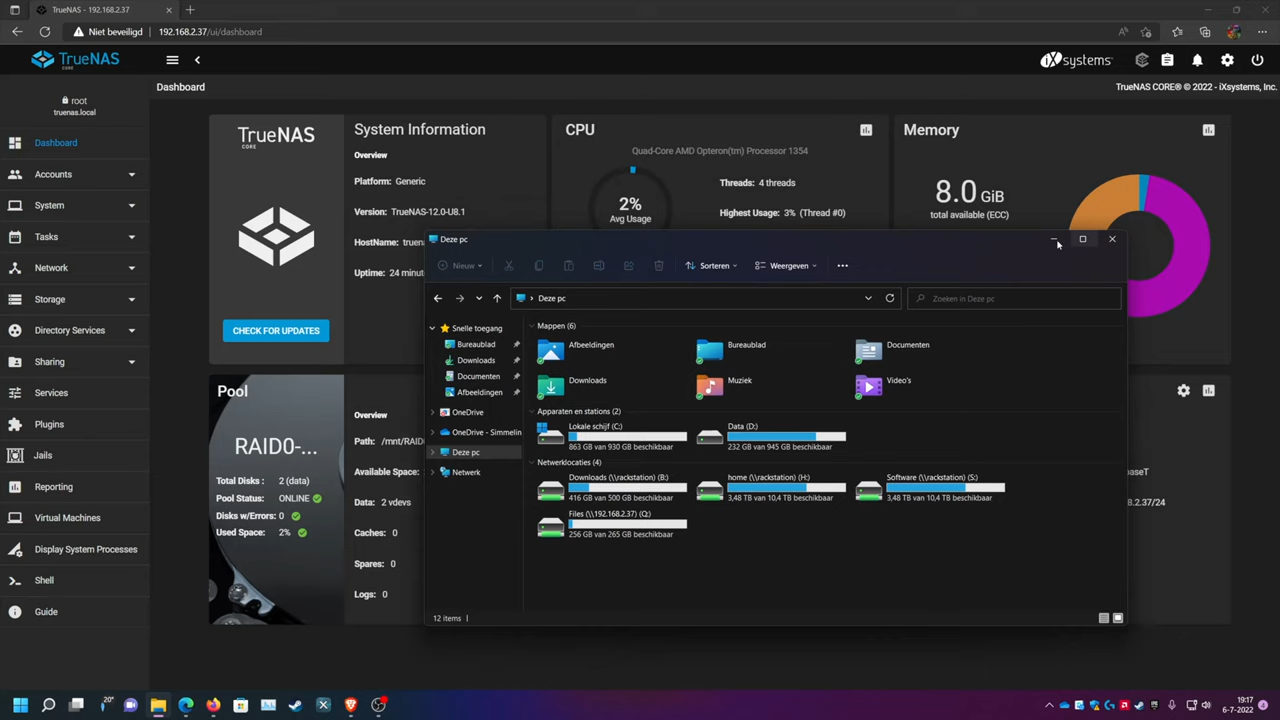 TrueNAS - 192.168.2.37
Niet beveiligd
192.168.2.37/ui/dashboard
TrueNAS
CORE
iXsystems,
root
truenas.local
Dashboard
TrueNAS CORE® © 2022 - iXsystems, Inc.
Dashboard
Accounts
System
Tasks
Network
Storage
Directory Services
Sharing
Services
Plugins
Jails
Reporting
Virtual Machines
Display System Processes
Shell
Guide
TrueNAS
CORE
CHECK FOR UPDATES
System Information
Overview
Platform: Generic
Version: TrueNAS-12.0-U8.1
HostName: truen
Uptime: 24 minut
CPU
Quad-Core AMD Opteron(tm) Processor 1354
2%
Avg Usage
Threads: 4 threads
Highest Usage: 3% (Thread #0)
Memory
8.0 GiB
total available (ECC)
Pool
RAID0-...
Total Disks: 2 (data)
Pool Status: ONLINE
Disks w/Errors: 0
Used Space: 2%
Overview
Path: /mnt/RAID
Available Space:
Data: 2 vdevs
Caches: 0
Spares: 0
Logs: 0
baseT
2.37/24
Deze pc
Nieuw
Sorteren
Weergeven
Deze pc
Zoeken in Deze pc
Snelle toegang
Bureaublad
Downloads
Documenten
Afbeeldingen
OneDrive
OneDrive - Simmelin
Deze pc
Netwerk
Mappen (6)
Afbeeldingen
Bureaublad
Documenten
Downloads
Muziek
Video's
Apparaten en stations (2)
Lokale schijf (C:)
863 GB van 930 GB beschikbaar
Data (D:)
232 GB van 945 GB beschikbaar
Netwerklocaties (4)
Downloads (\\rackstation) (B:)
416 GB van 500 GB beschikbaar
home (\\rackstation) (H:)
3,48 TB van 10,4 TB beschikbaar
Software (\\rackstation) (S:)
3,48 TB van 10,4 TB beschikbaar
Files (\\192.168.2.37) (Q:)
256 GB van 265 GB beschikbaar
12 items
20°
19:17
6-7-2022